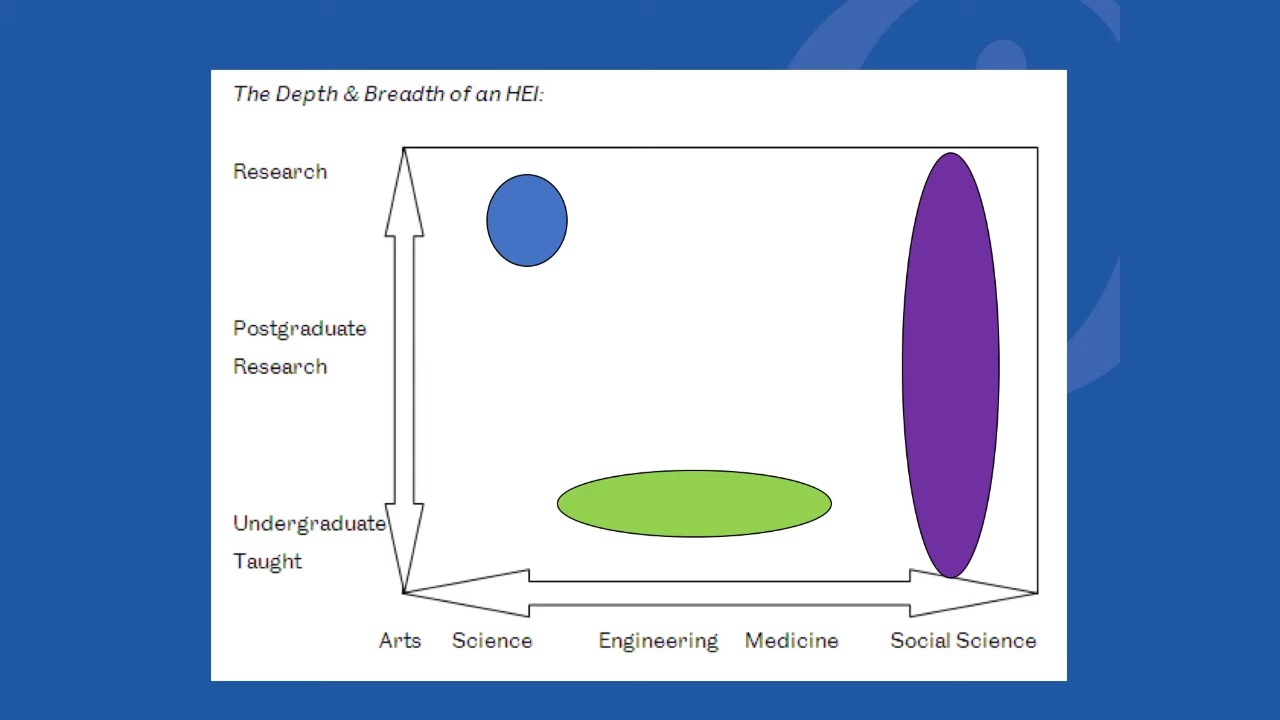 The Depth & Breadth of an HEI:
Research
Postgraduate
Research
Undergraduate
Taught
Arts Science Engineering Medicine Social Science